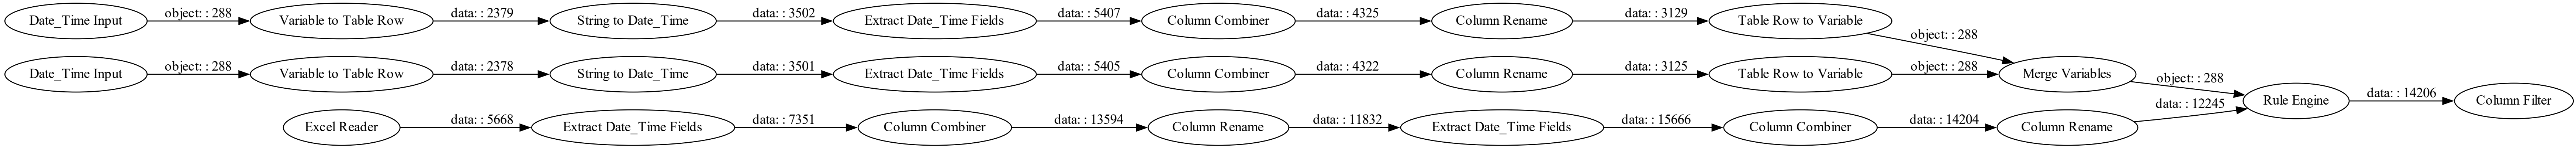 Date_Time Input object: : 288 Variable to Table Row data: : 2379 String to Date_Time data: : 3502 Extract Date_Time Fields data: : 5407 Column Combiner data: : 4325 Column Rename data: : 3129 Table Row to Variable
object: : 288
Date_Time Input object: : 288 Variable to Table Row data: : 2378 String to Date_Time data: : 3501 Extract Date_Time Fields data: : 5405 Column Combiner data: : 4322 Column Rename data: : 3125 Table Row to Variable object: : 288 Merge Variables
object: : 288
Rule Engine data: : 14206 Column Filter
Excel Reader data: : 5668 Extract Date_Time Fields data: : 7351 Column Combiner data: : 13594 Column Rename data: : 11832 Extract Date_Time Fields data: : 15666 Column Combiner data: : 14204 Column Rename data: : 12245